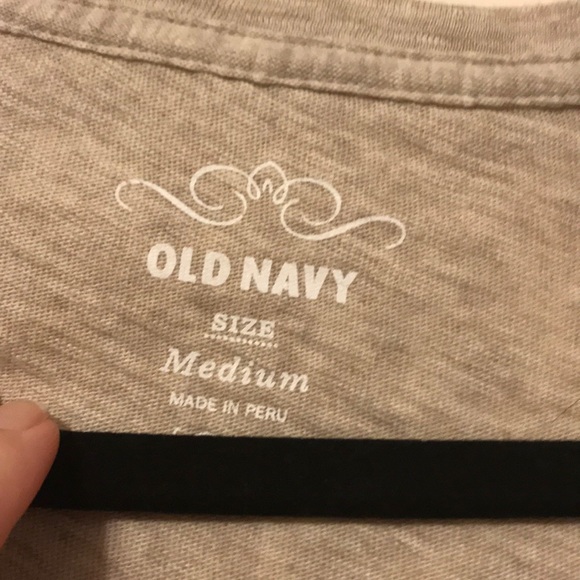 OLD NAVY
SIZE
Medium
MADE IN PERU